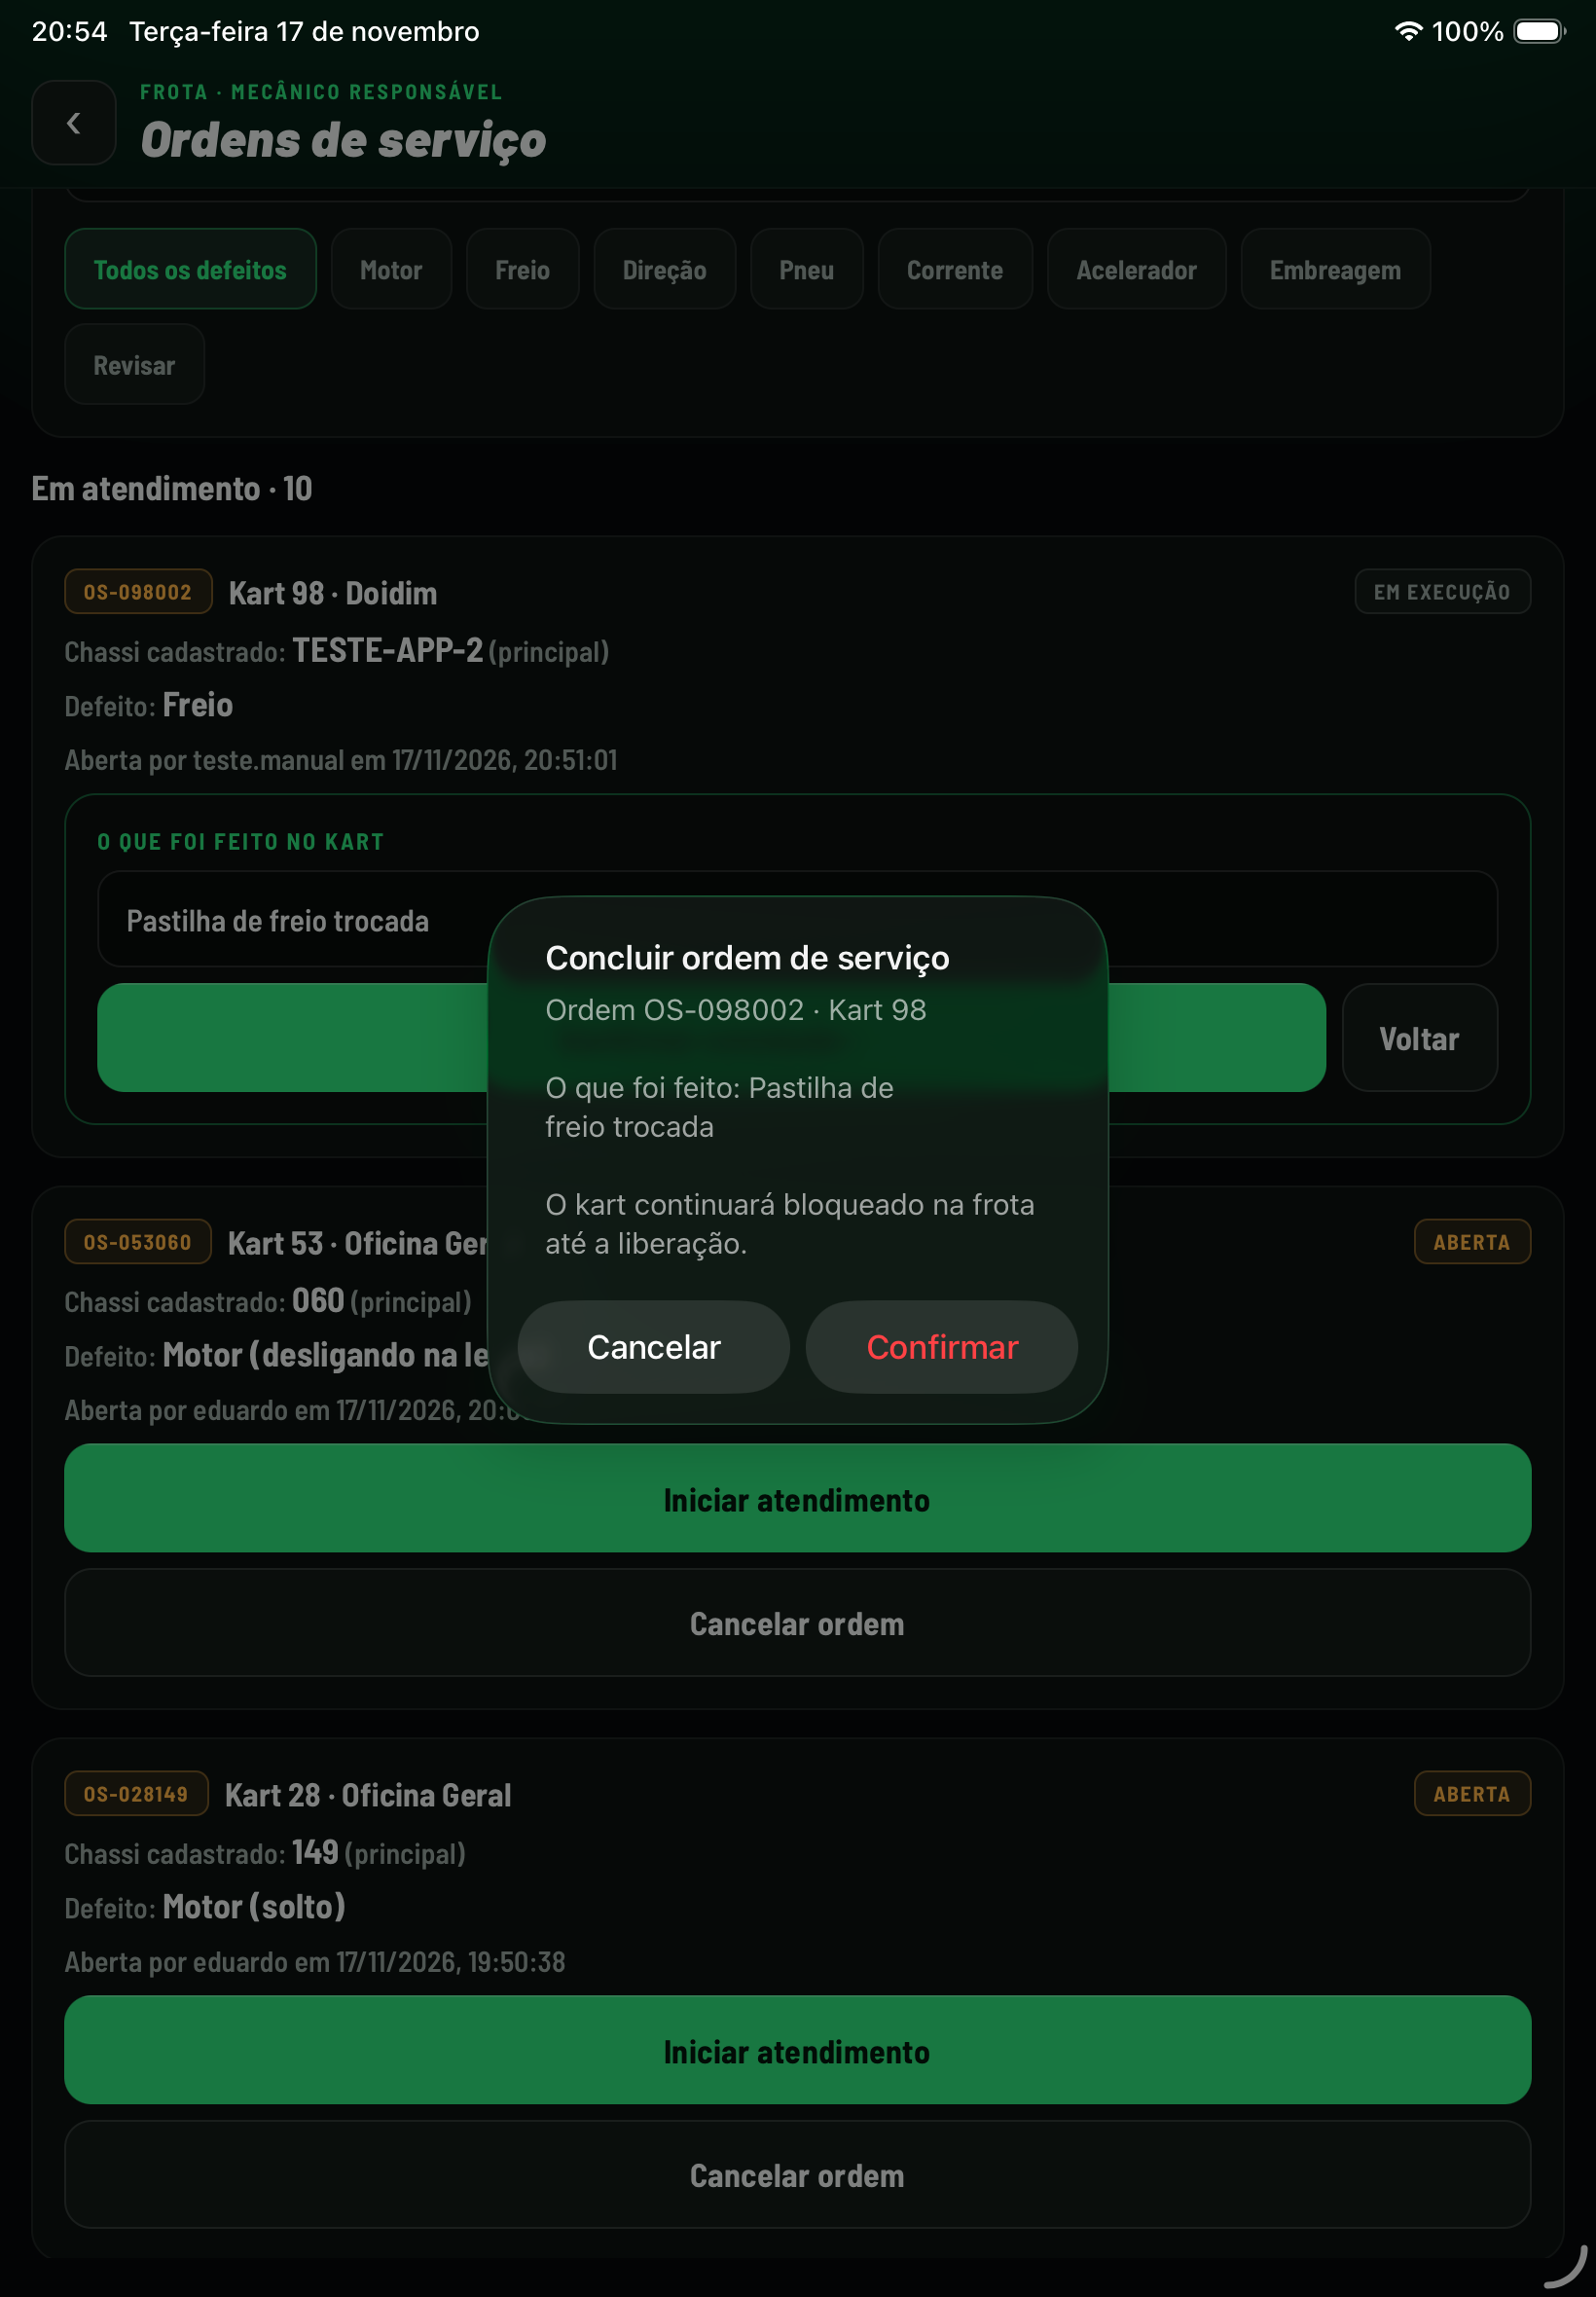 20:54 Terça-feira 17 de novembro 100%
FROTA · MECÂNICO RESPONSÁVEL
Ordens de serviço
Todos os defeitos Motor Freio Direção Pneu Corrente Acelerador Embreagem
Revisar
Em atendimento · 10
OS-098002 Kart 98 · Doidim EM EXECUÇÃO
Chassi cadastrado: TESTE-APP-2 (principal)
Defeito: Freio
Aberta por teste.manual em 17/11/2026, 20:51:01
O QUE FOI FEITO NO KART
Pastilha de freio trocada
Voltar
Concluir ordem de serviço
Ordem OS-098002 · Kart 98
O que foi feito: Pastilha de
freio trocada
O kart continuará bloqueado na frota
até a liberação.
Cancelar Confirmar
OS-053060 Kart 53 · Oficina Ger ABERTA
Chassi cadastrado: 060 (principal)
Defeito: Motor (desligando na le
Aberta por eduardo em 17/11/2026, 20:0
Iniciar atendimento
Cancelar ordem
OS-028149 Kart 28 · Oficina Geral ABERTA
Chassi cadastrado: 149 (principal)
Defeito: Motor (solto)
Aberta por eduardo em 17/11/2026, 19:50:38
Iniciar atendimento
Cancelar ordem